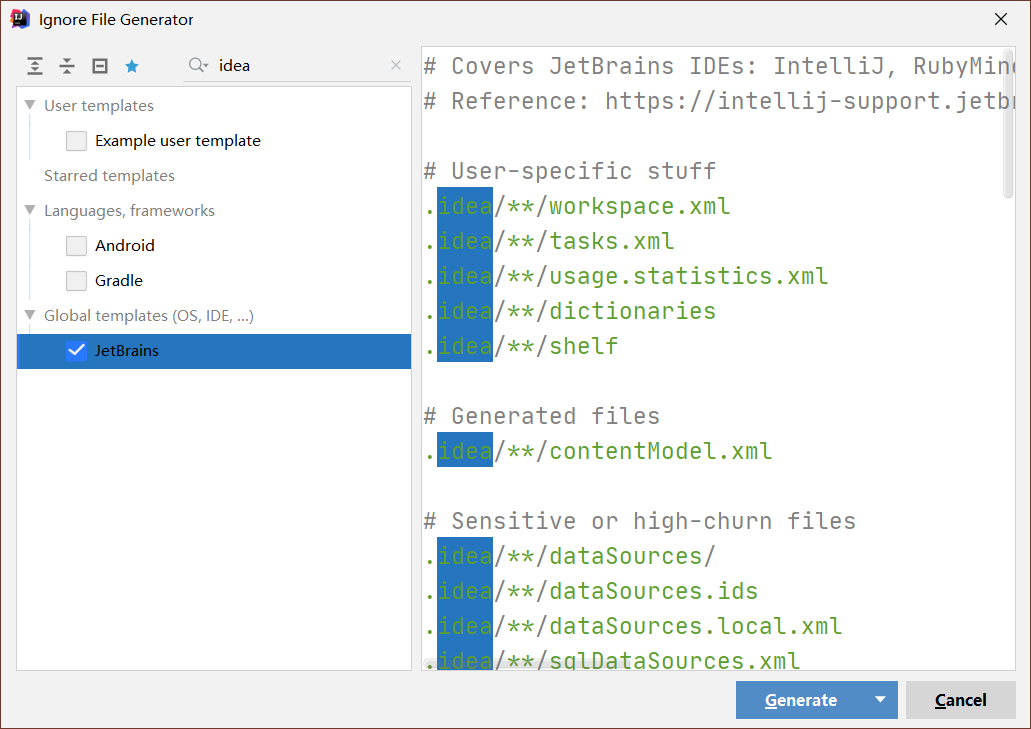 Ignore File Generator
idea
User templates
Example user template
Starred templates
Languages, frameworks
Android
Gradle
Global templates (OS, IDE, ...)
JetBrains
# Covers JetBrains IDEs: IntelliJ, RubyMine
# Reference: https://intellij-support.jetbr
# User-specific stuff
.idea/**/workspace.xml
.idea/**/tasks.xml
.idea/**/usage.statistics.xml
.idea/**/dictionaries
.idea/**/shelf
# Generated files
.idea/**/contentModel.xml
# Sensitive or high-churn files
.idea/**/dataSources/
.idea/**/dataSources.ids
.idea/**/dataSources.local.xml
.idea/**/sqlDataSources.xml
Generate
Cancel